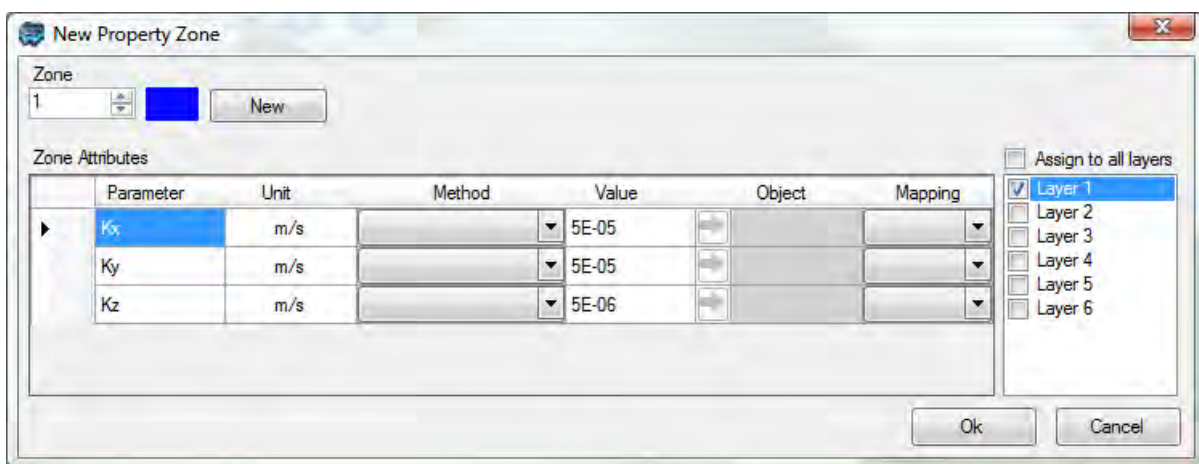 New Property Zone
Zone
1 New
Zone Attributes
Assign to all layers
Parameter Unit Method Value Object Mapping
Kx m/s 5E-05
Ky m/s 5E-05
Kz m/s 5E-06
Layer 1
Layer 2
Layer 3
Layer 4
Layer 5
Layer 6
Ok Cancel